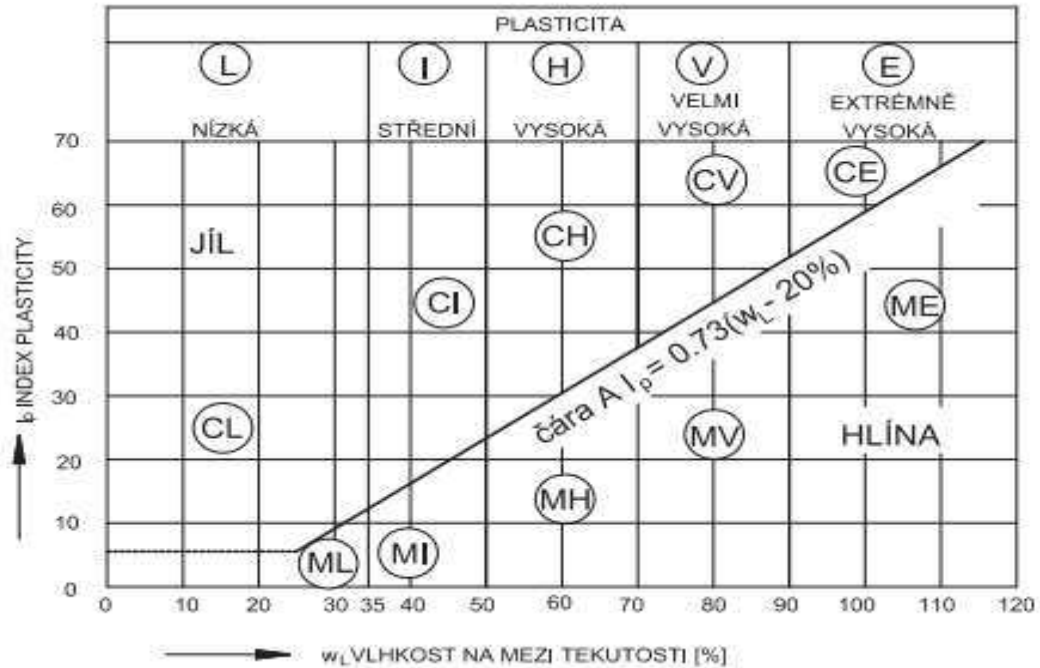 PLASTICITA
L I H V E
NÍZKÁ STŘEDNÍ VYSOKÁ VELMI VYSOKÁ EXTRÉMNĚ VYSOKÁ
70
60
50
40
30
20
10
0
Iₚ INDEX PLASTICITY
CV CE
JÍL CH
CI ME
CL MV HLÍNA
MH
ML MI
čára A Iₚ = 0.73(wL - 20%)
0 10 20 30 35 40 50 60 70 80 90 100 110 120
wL VLHKOST NA MEZI TEKUTOSTI [%]